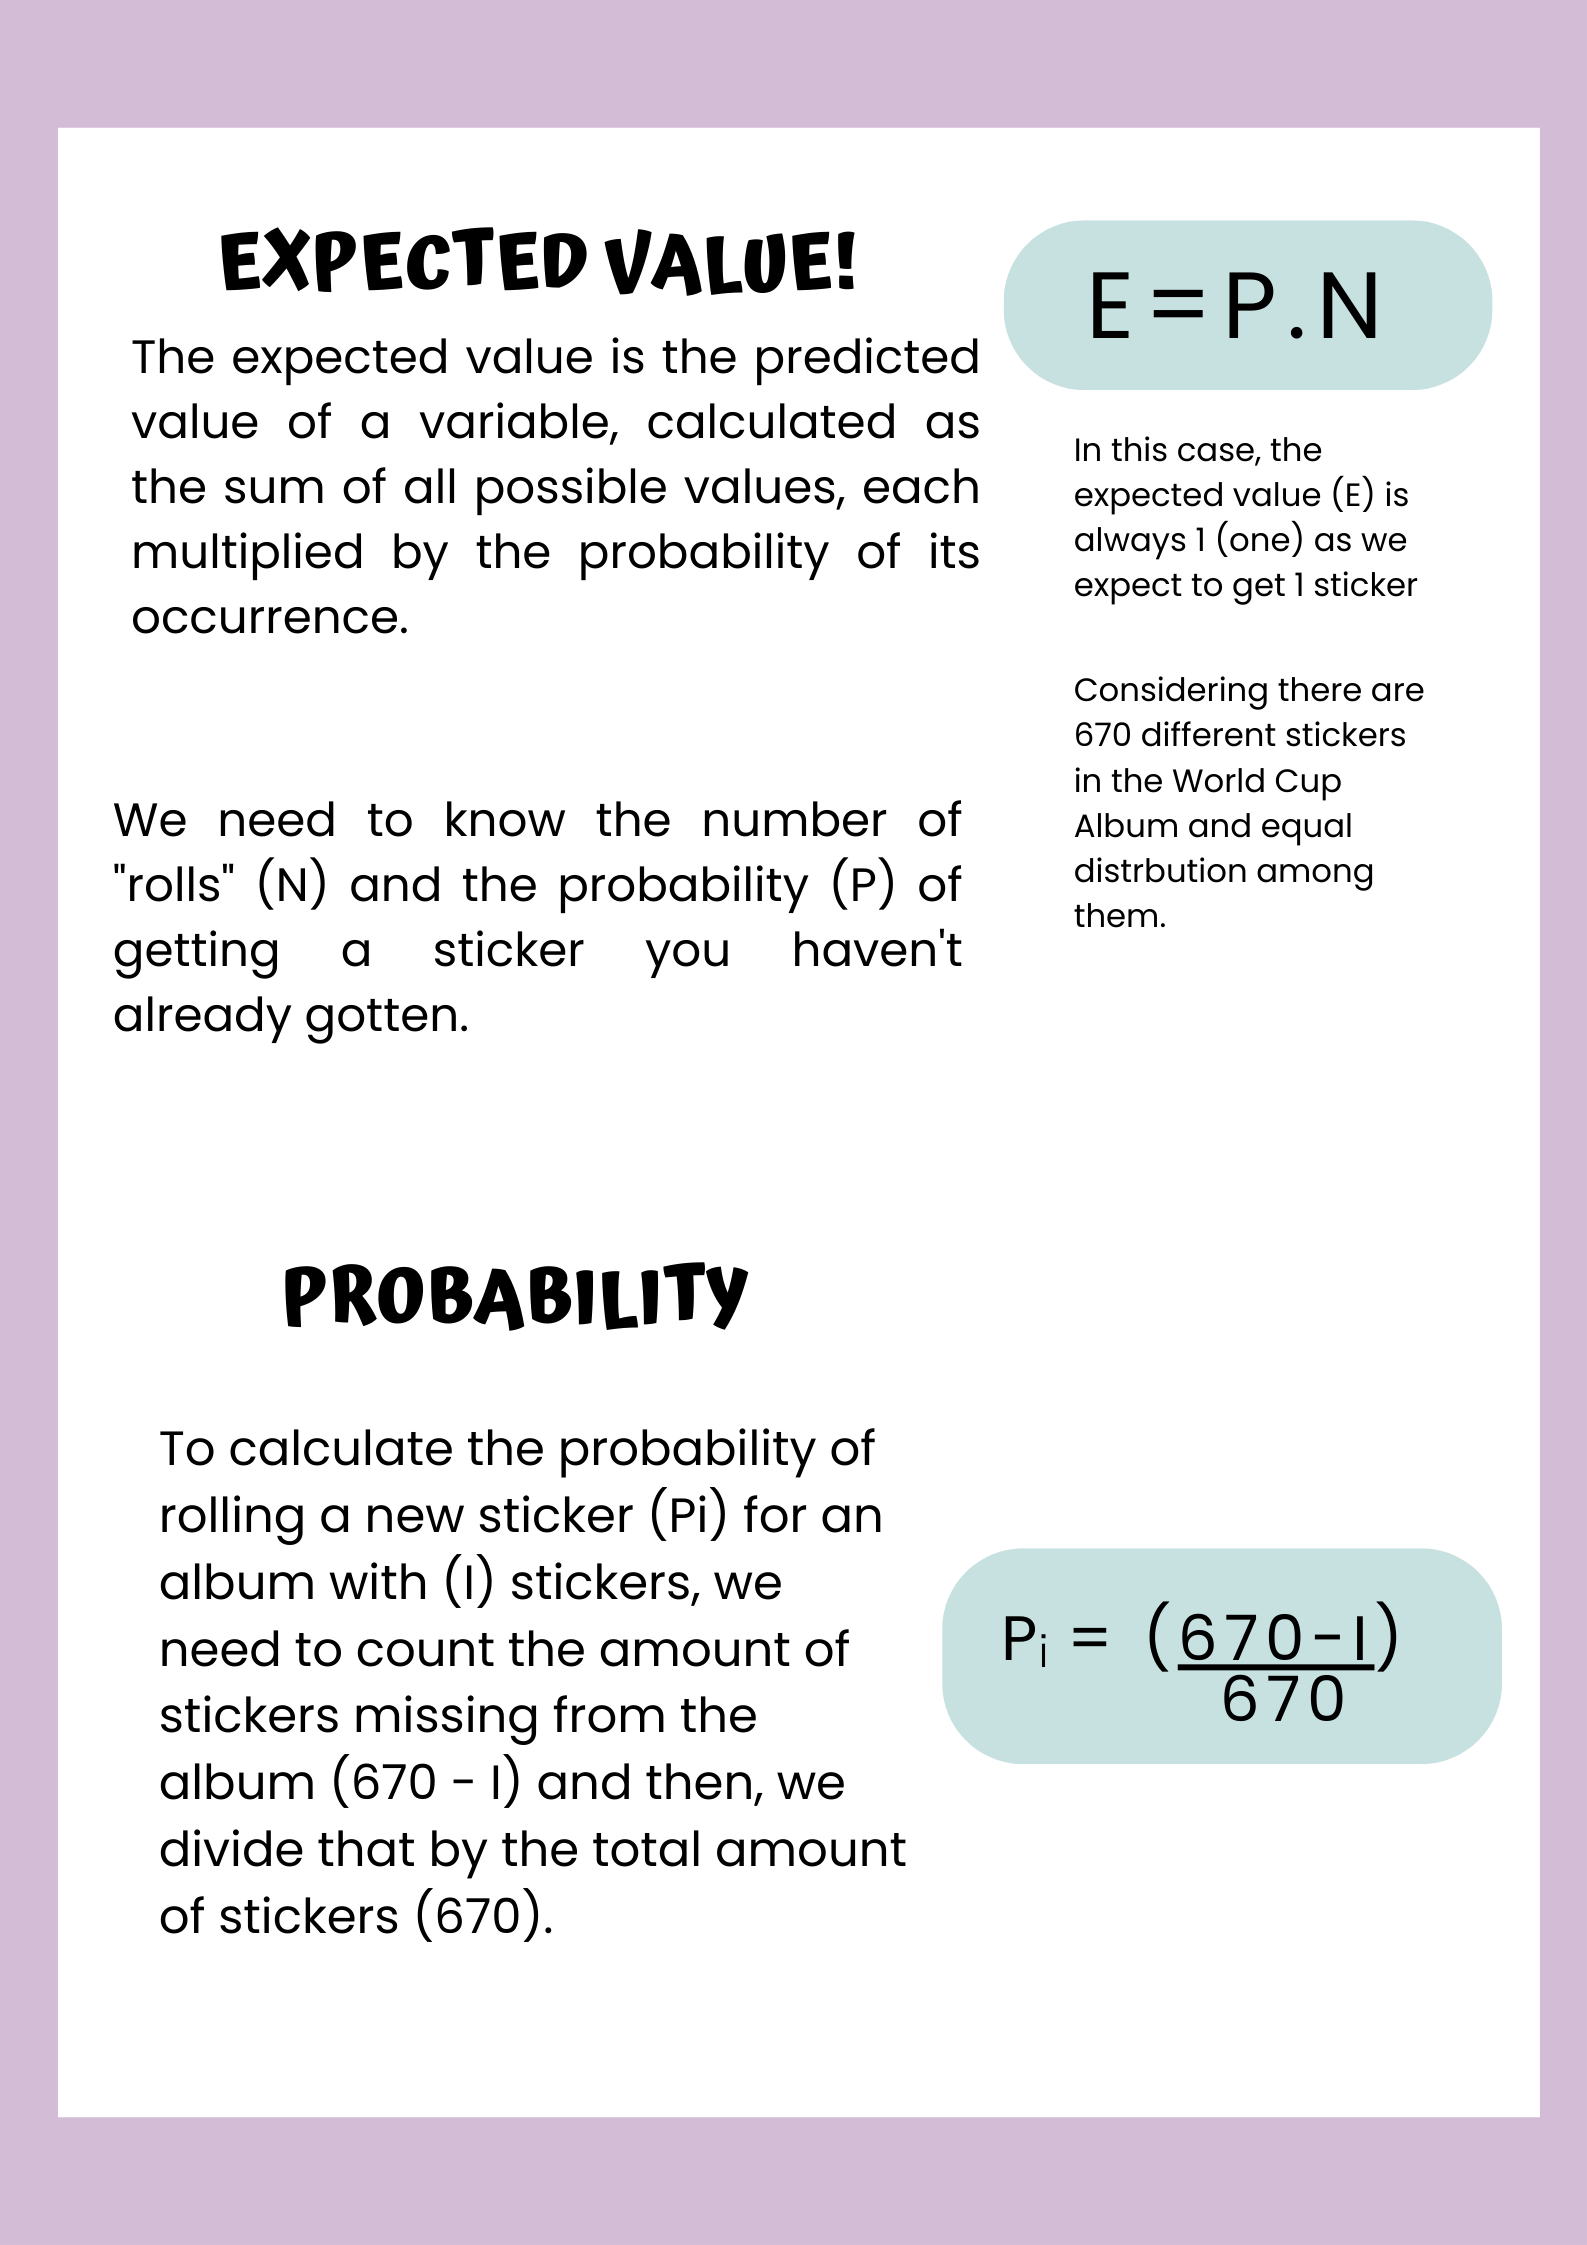 EXPECTED VALUE!
The expected value is the predicted
value of a variable, calculated as
the sum of all possible values, each
multiplied by the probability of its
occurrence.
E=P.N
In this case, the
expected value (E) is
always 1 (one) as we
expect to get 1 sticker
Considering there are
670 different stickers
in the World Cup
Album and equal
distrbution among
them.
We need to know the number of
"rolls" (N) and the probability (P) of
getting a sticker you haven't
already gotten.
PROBABILITY
To calculate the probability of
rolling a new sticker (Pi) for an
album with (I) stickers, we
need to count the amount of
stickers missing from the
album (670 - I) and then, we
divide that by the total amount
of stickers (670).
Pi = (670-I)
670